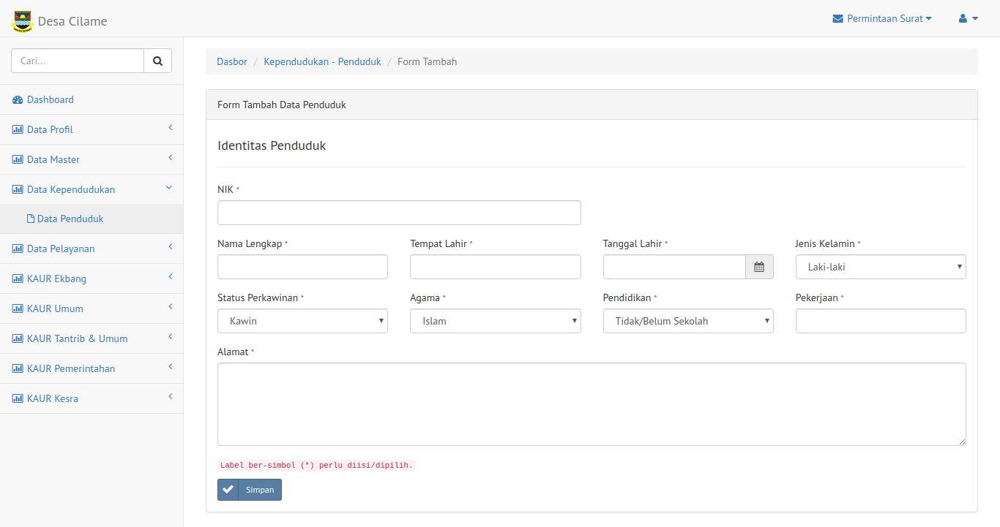 Desa Cilame
Permintaan Surat
Cari...
Dashboard
Data Profil
Data Master
Data Kependudukan
Data Penduduk
Data Pelayanan
KAUR Ekbang
KAUR Umum
KAUR Tantrib & Umum
KAUR Pemerintahan
KAUR Kesra
Dasbor / Kependudukan - Penduduk / Form Tambah
Form Tambah Data Penduduk
Identitas Penduduk
NIK *
Nama Lengkap * Tempat Lahir * Tanggal Lahir * Jenis Kelamin *
Laki-laki
Status Perkawinan * Agama * Pendidikan * Pekerjaan *
Kawin Islam Tidak/Belum Sekolah
Alamat *
Label ber-simbol (*) perlu diisi/dipilih.
Simpan